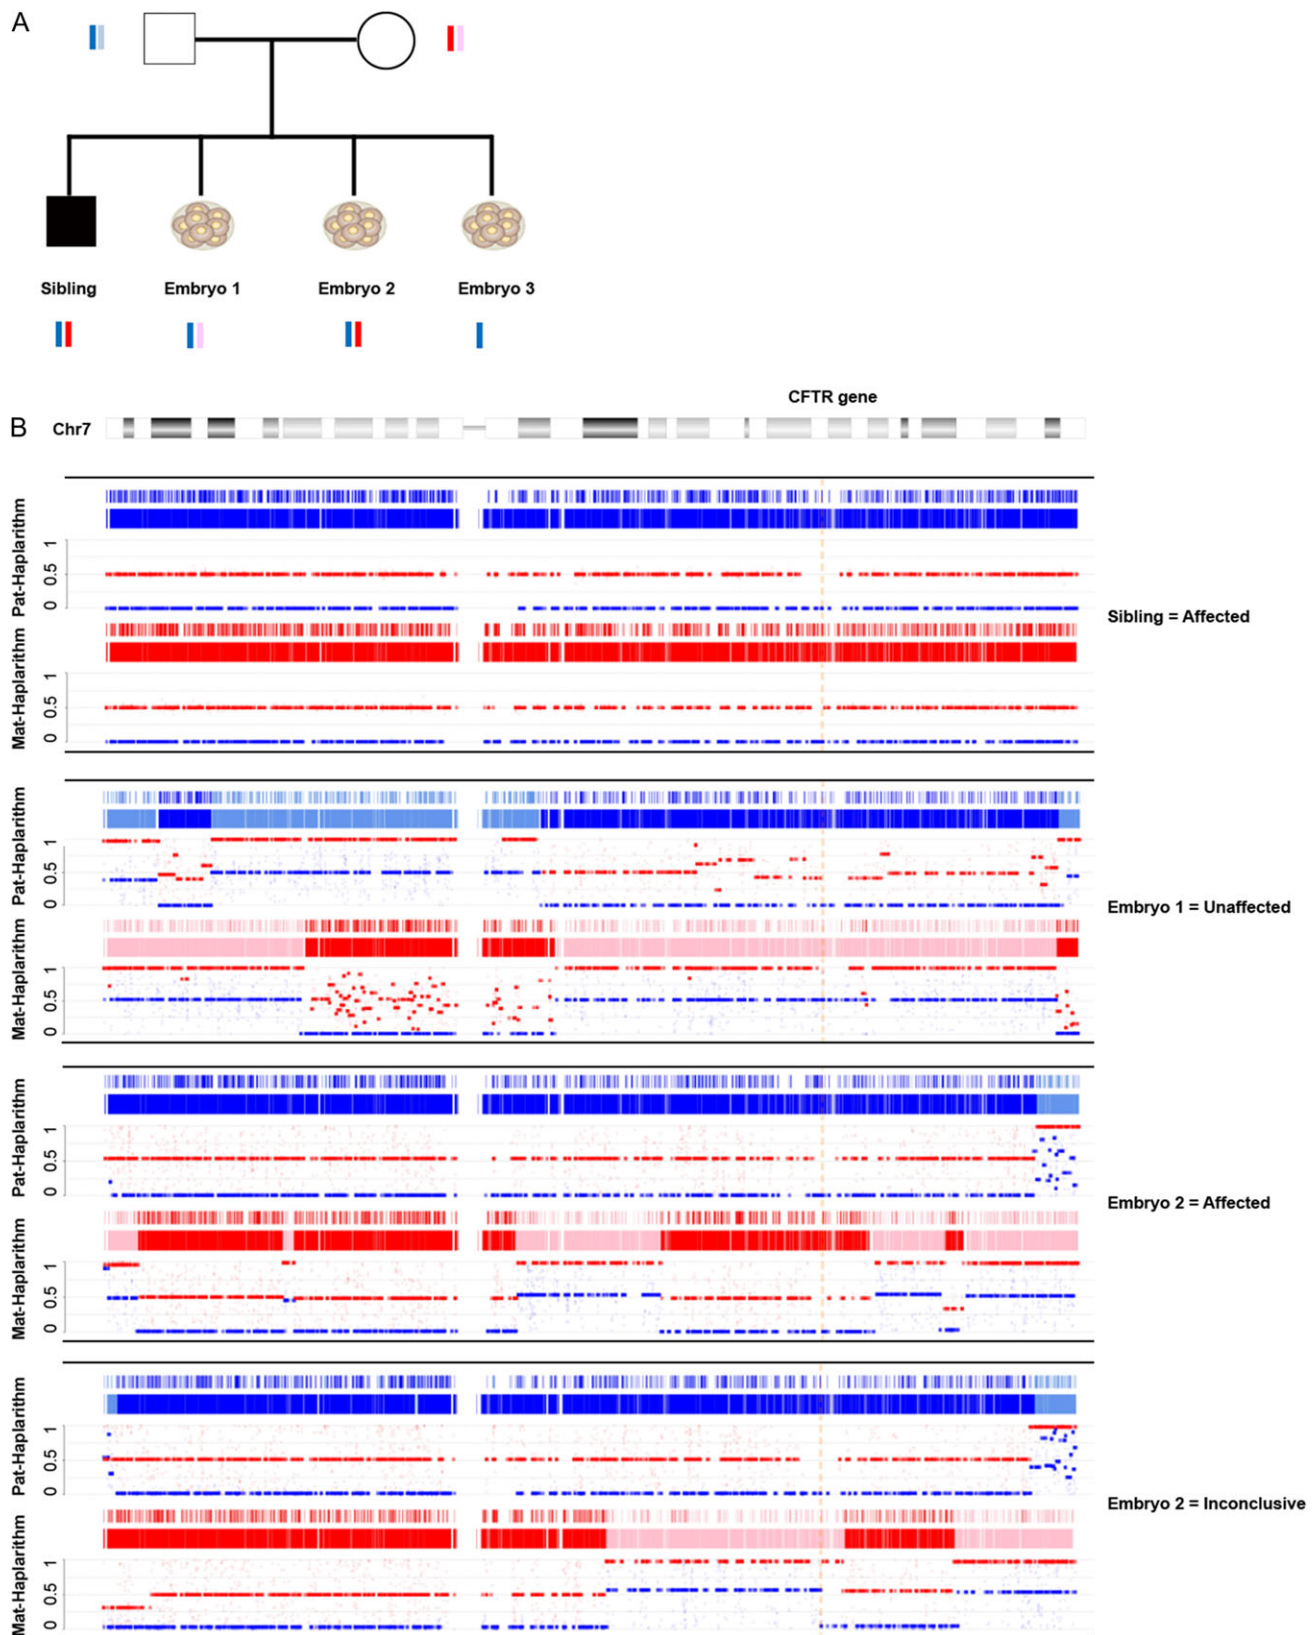 A
Sibling Embryo 1 Embryo 2 Embryo 3
CFTR gene
B Chr7
Pat-Haplarithm
1
0.5
0
Mat-Haplarithm
1
0.5
0
Sibling = Affected
Pat-Haplarithm
1
0.5
0
Mat-Haplarithm
1
0.5
0
Embryo 1 = Unaffected
Pat-Haplarithm
1
0.5
0
Mat-Haplarithm
1
0.5
0
Embryo 2 = Affected
Pat-Haplarithm
1
0.5
0
Mat-Haplarithm
1
0.5
0
Embryo 2 = Inconclusive